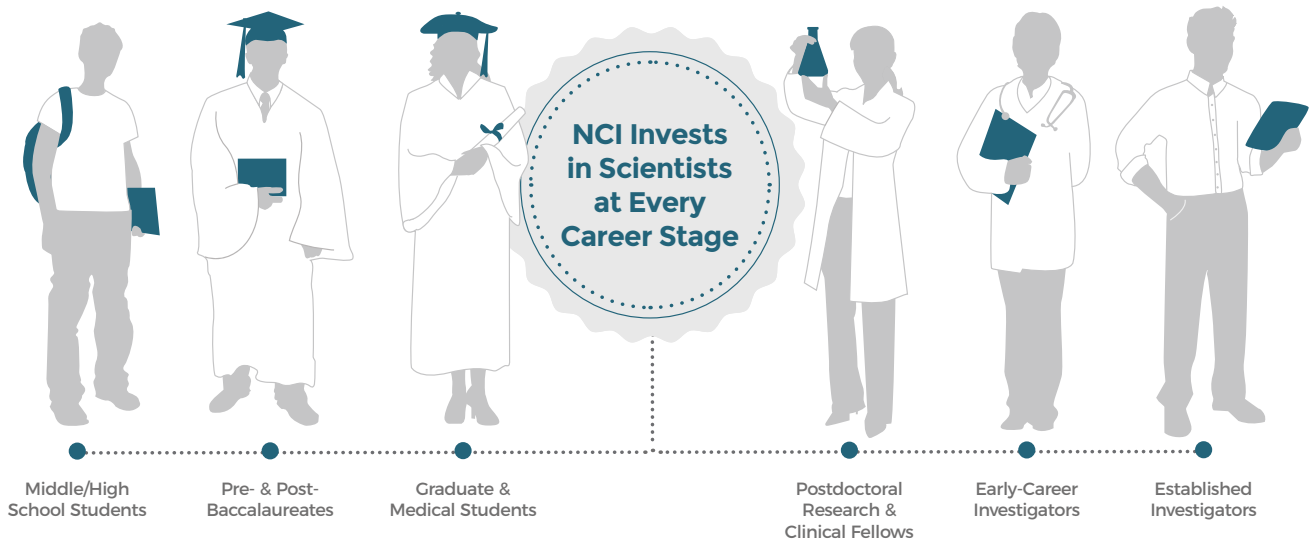 NCI Invests
in Scientists
at Every
Career Stage
Middle/High
School Students
Pre- & Post-
Baccalaureates
Graduate &
Medical Students
Postdoctoral
Research &
Clinical Fellows
Early-Career
Investigators
Established
Investigators